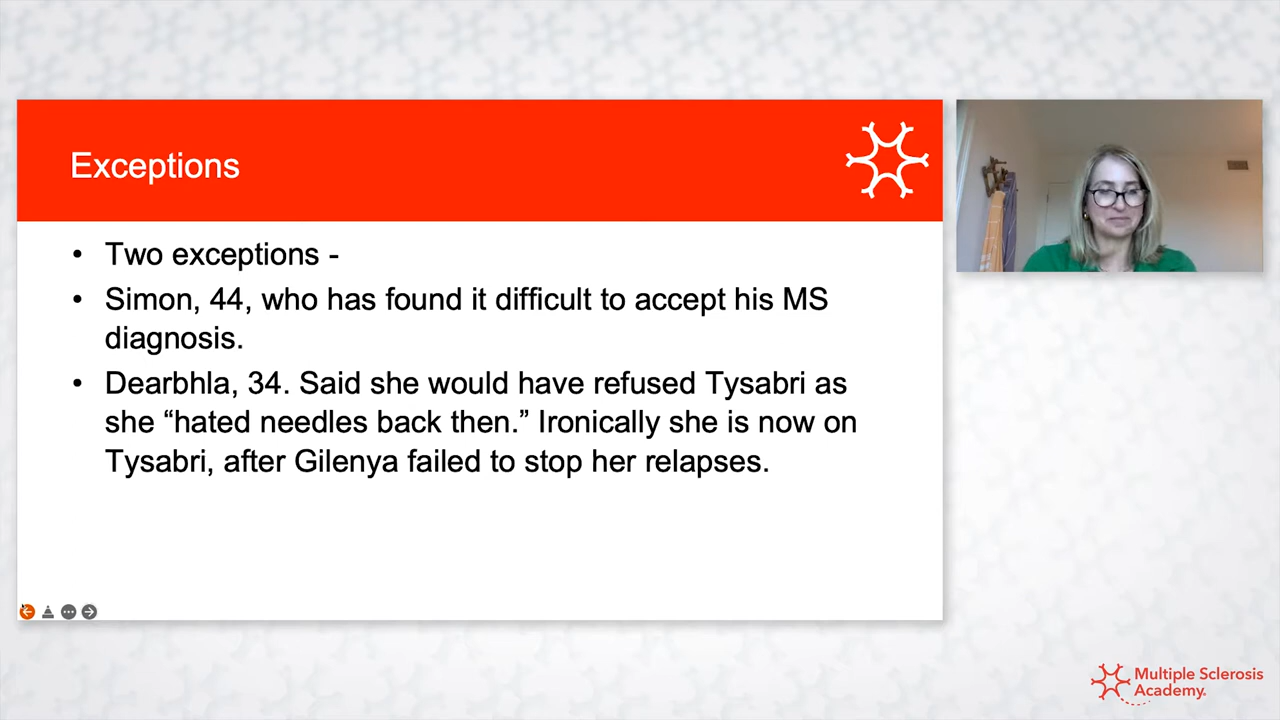 Exceptions
• Two exceptions -
• Simon, 44, who has found it difficult to accept his MS
diagnosis.
• Dearbhla, 34. Said she would have refused Tysabri as
she “hated needles back then.” Ironically she is now on
Tysabri, after Gilenya failed to stop her relapses.
Multiple Sclerosis
Academy.